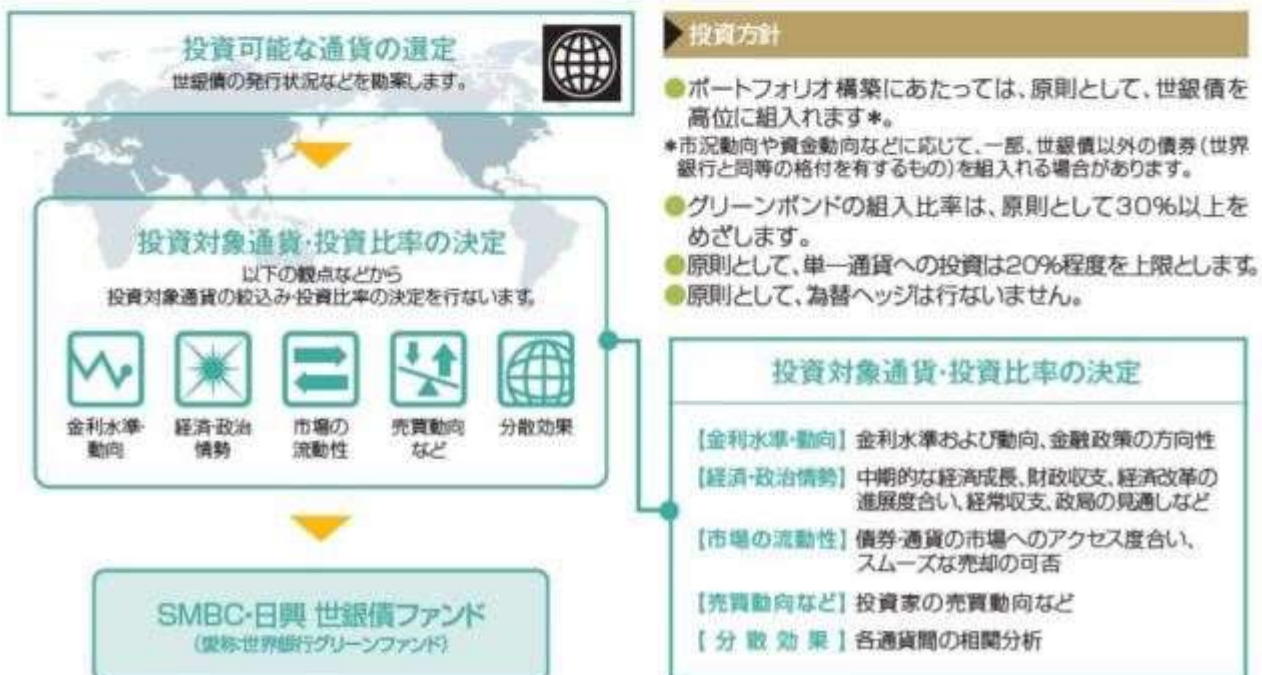 投資可能な通貨の選定
世銀債の発行状況などを勘案します。
投資対象通貨・投資比率の決定
以下の観点などから
投資対象通貨の絞込み・投資比率の決定を行ないます。
金利水準・
動向
経済・政治
情勢
市場の
流動性
売買動向
など
分散効果
SMBC・日興 世銀債ファンド
(愛称:世界銀行グリーンファンド)
投資方針
●ポートフォリオ構築にあたっては、原則として、世銀債を
高位に組入れます*。
*市況動向や資金動向などに応じて、一部、世銀債以外の債券(世界
銀行と同等の格付を有するもの)を組入れる場合があります。
●グリーンボンドの組入比率は、原則として30%以上を
めざします。
●原則として、単一通貨への投資は20%程度を上限とします。
●原則として、為替ヘッジは行ないません。
投資対象通貨・投資比率の決定
【金利水準・動向】金利水準および動向、金融政策の方向性
【経済・政治情勢】中期的な経済成長、財政収支、経済改革の
進展度合い、経常収支、政局の見通しなど
【市場の流動性】債券・通貨の市場へのアクセス度合い、
スムーズな売却の可否
【売買動向など】投資家の売買動向など
【分散効果】各通貨間の相関分析